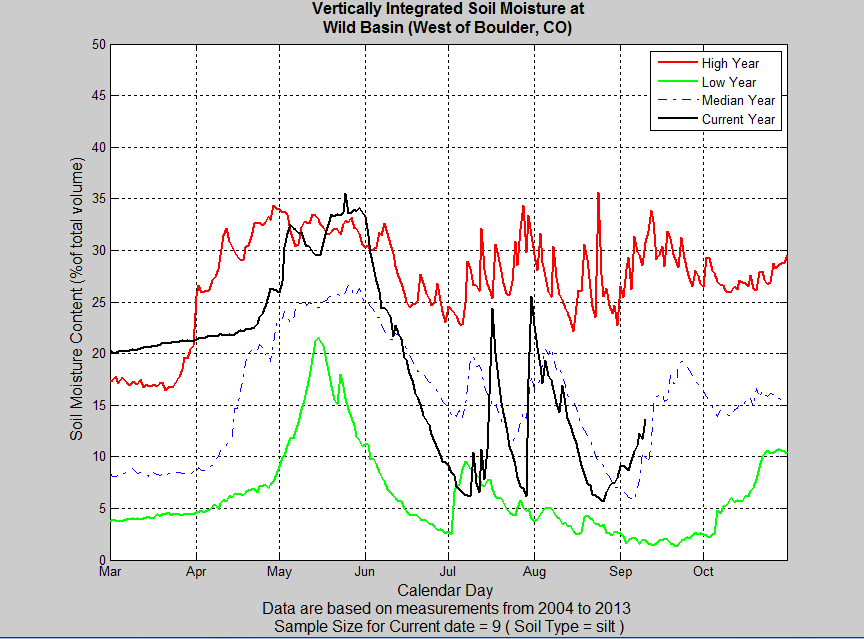 Vertically Integrated Soil Moisture at
Wild Basin (West of Boulder, CO)
High Year
Low Year
Median Year
Current Year
Soil Moisture Content (%of total volume)
50
45
40
35
30
25
20
15
10
5
0
Mar Apr May Jun Jul Aug Sep Oct
Calendar Day
Data are based on measurements from 2004 to 2013
Sample Size for Current date = 9 ( Soil Type = silt )